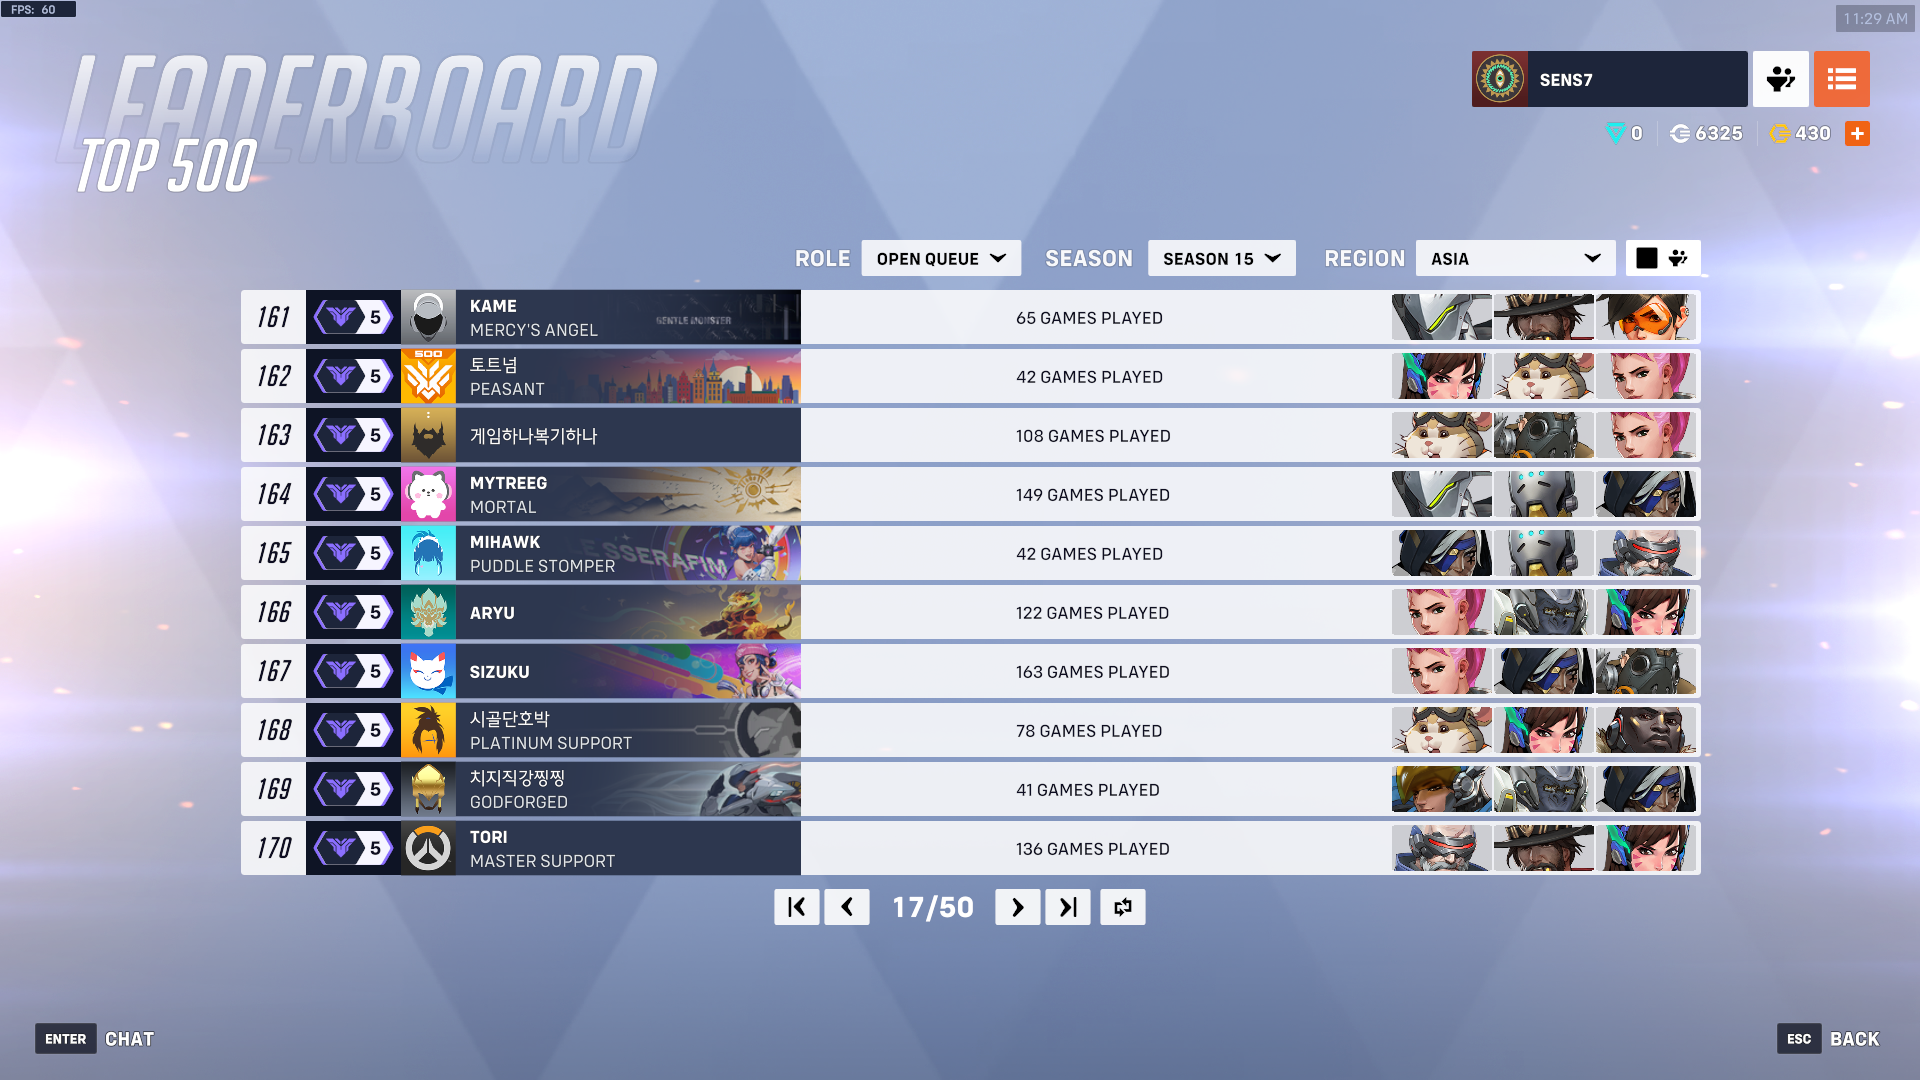 FPS: 60
11:29 AM
LEADERBOARD
TOP 500
SENS7
0
6325
430
ROLE OPEN QUEUE SEASON SEASON 15 REGION ASIA
161 5 KAME
MERCY'S ANGEL
GENTLE MONSTER
65 GAMES PLAYED
162 5 500 토트넘
PEASANT
42 GAMES PLAYED
163 5 게임하나복기하나
108 GAMES PLAYED
164 5 MYTREEG
MORTAL
149 GAMES PLAYED
165 5 MIHAWK
PUDDLE STOMPER
LE SSERAFIM
42 GAMES PLAYED
166 5 ARYU
122 GAMES PLAYED
167 5 SIZUKU
163 GAMES PLAYED
168 5 시골단호박
PLATINUM SUPPORT
78 GAMES PLAYED
169 5 치지직강찡찡
GODFORGED
41 GAMES PLAYED
170 5 TORI
MASTER SUPPORT
136 GAMES PLAYED
17/50
ENTER CHAT
ESC BACK